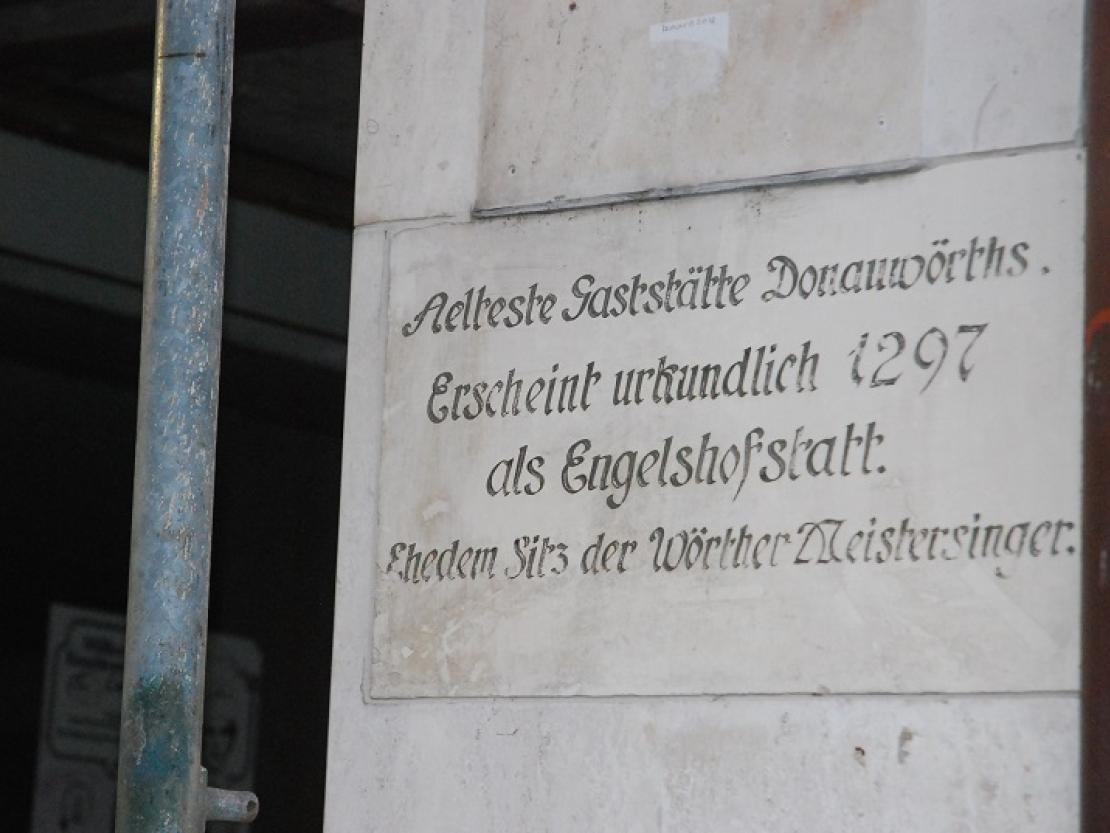 Aelteste Gaststätte Donauwörths.
Erscheint urkundlich 1297
als Engelshofstatt.
Ehedem Sitz der Wörther Meistersinger.